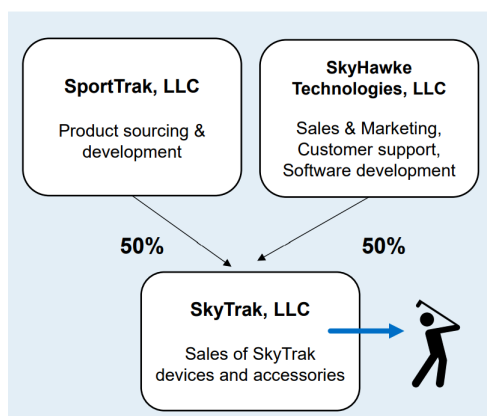 SportTrak, LLC
Product sourcing &
development
SkyHawke
Technologies, LLC
Sales & Marketing,
Customer support,
Software development
50%
50%
SkyTrak, LLC
Sales of SkyTrak
devices and accessories